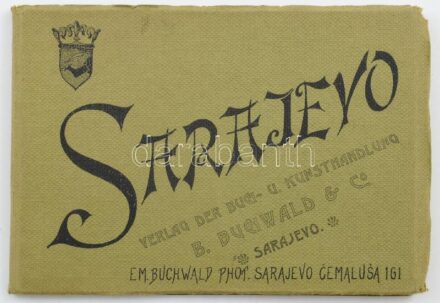 SARAJEVO
VERLAG DER BUCH- U. KUNSTHANDLUNG
B. BUCHWALD & Co
SARAJEVO.
EM. BUCHWALD PHOT. SARAJEVO ČEMALUŠA 161
darabanth